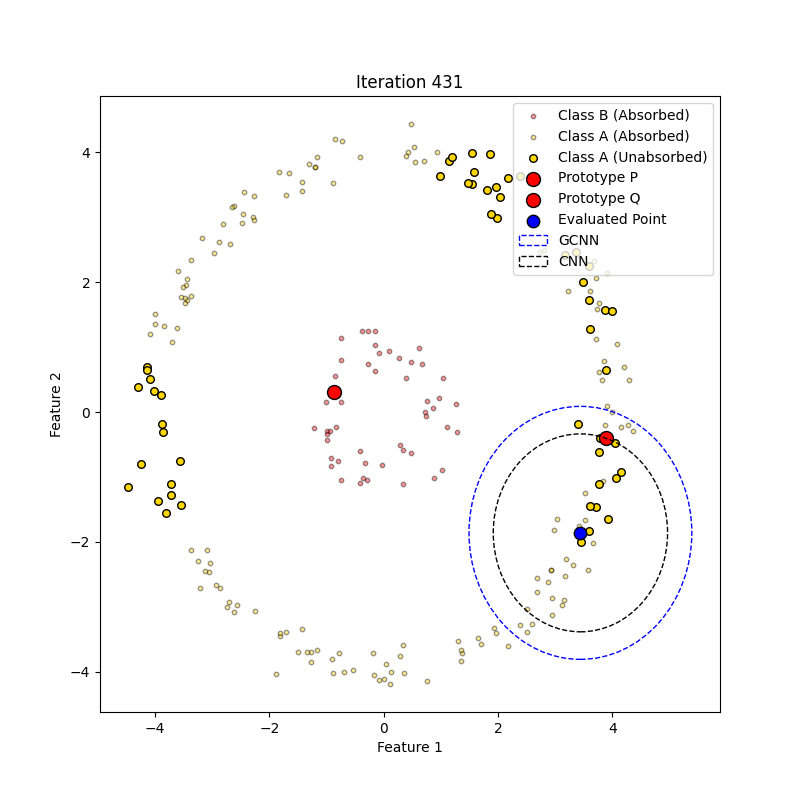 Iteration 431
Class B (Absorbed)
Class A (Absorbed)
Class A (Unabsorbed)
Prototype P
Prototype Q
Evaluated Point
GCNN
CNN
4
2
0
−2
−4
Feature 2
−4
−2
0
2
4
Feature 1